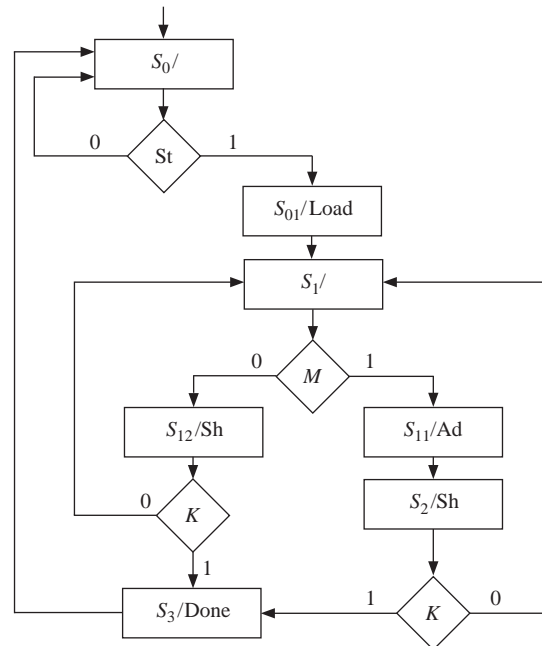 S₀/
0 St 1
S₀₁/Load
S₁/
0 M 1
S₁₂/Sh S₁₁/Ad
0 K S₂/Sh
1
S₃/Done 1 K 0